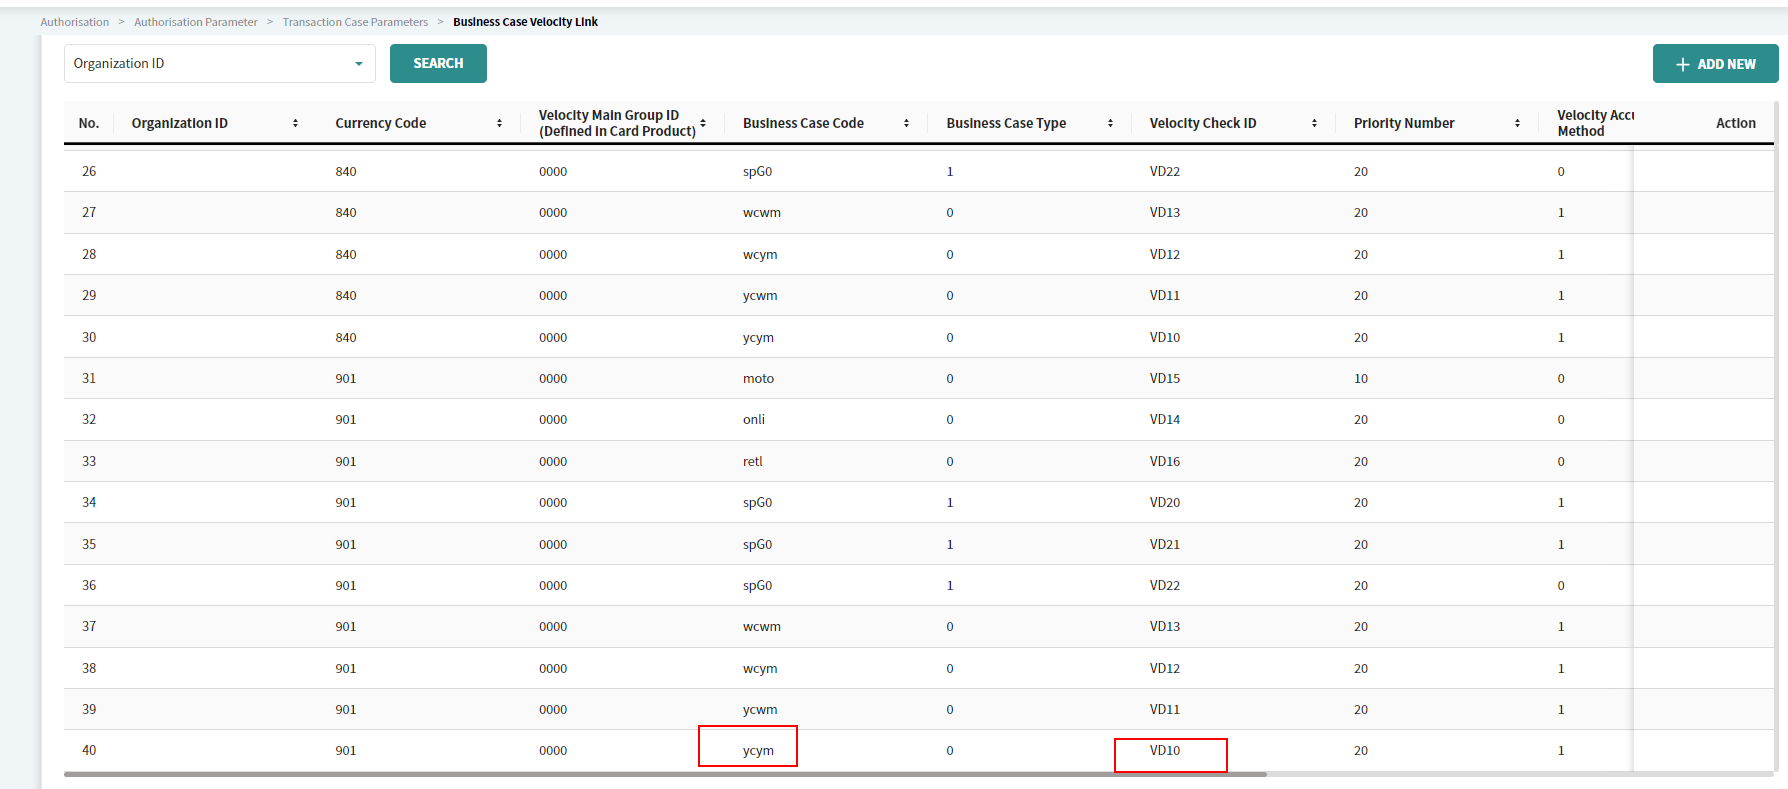 Authorisation > Authorisation Parameter > Transaction Case Parameters > Business Case Velocity Link
Organization ID SEARCH + ADD NEW
No. Organization ID Currency Code Velocity Main Group ID (Defined in Card Product) Business Case Code Business Case Type Velocity Check ID Priority Number Velocity Method Action
26 840 0000 spG0 1 VD22 20 0
27 840 0000 wcwm 0 VD13 20 1
28 840 0000 wcym 0 VD12 20 1
29 840 0000 ycwm 0 VD11 20 1
30 840 0000 ycym 0 VD10 20 1
31 901 0000 moto 0 VD15 10 0
32 901 0000 onli 0 VD14 20 0
33 901 0000 retl 0 VD16 20 0
34 901 0000 spG0 1 VD20 20 1
35 901 0000 spG0 1 VD21 20 1
36 901 0000 spG0 1 VD22 20 0
37 901 0000 wcwm 0 VD13 20 1
38 901 0000 wcym 0 VD12 20 1
39 901 0000 ycwm 0 VD11 20 1
40 901 0000 ycym 0 VD10 20 1